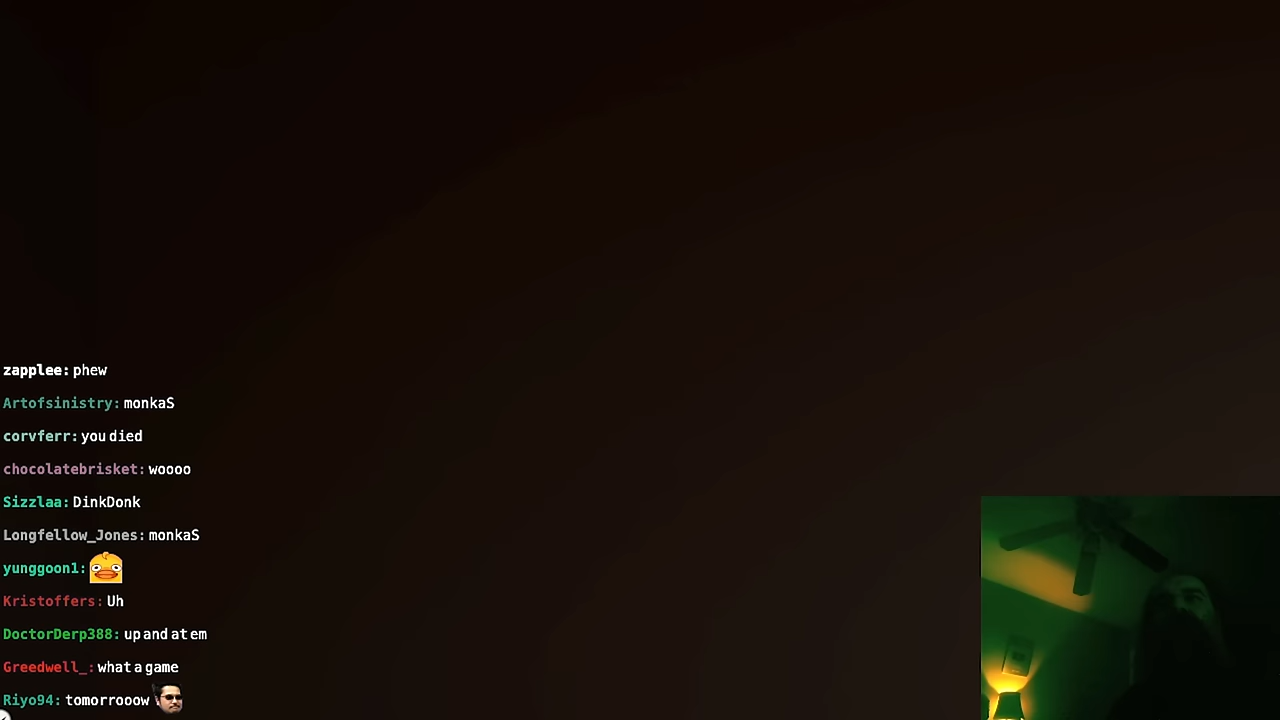 zapplee: phew
Artofsinistry: monkaS
corvferr: you died
chocolatebrisket: woooo
Sizzlaa: DinkDonk
Longfellow_Jones: monkaS
yunggoon1:
Kristoffers: Uh
DoctorDerp388: up and at em
Greedwell_: what a game
Riyo94: tomorrooow